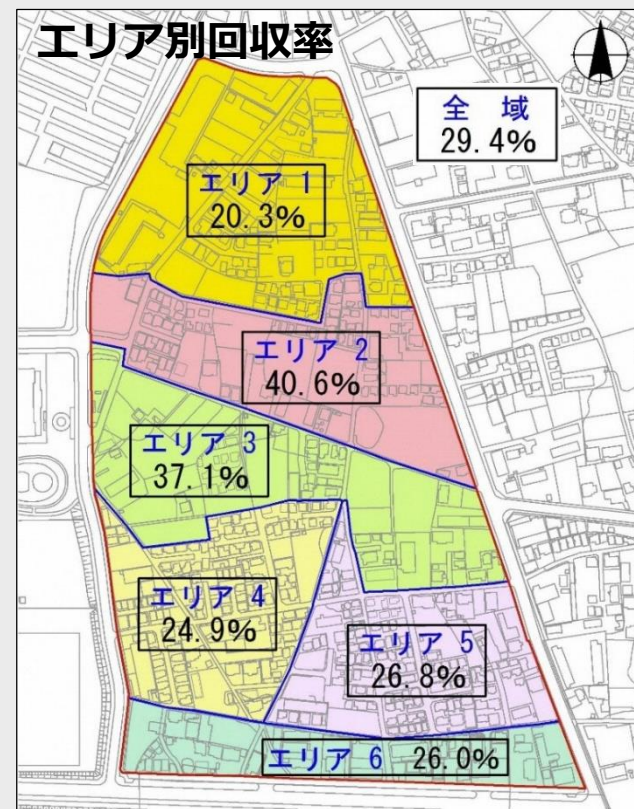 エリア別回収率
全 域
29.4%
エリア 1
20.3%
エリア 2
40.6%
エリア 3
37.1%
エリア 4
24.9%
エリア 5
26.8%
エリア 6 26.0%